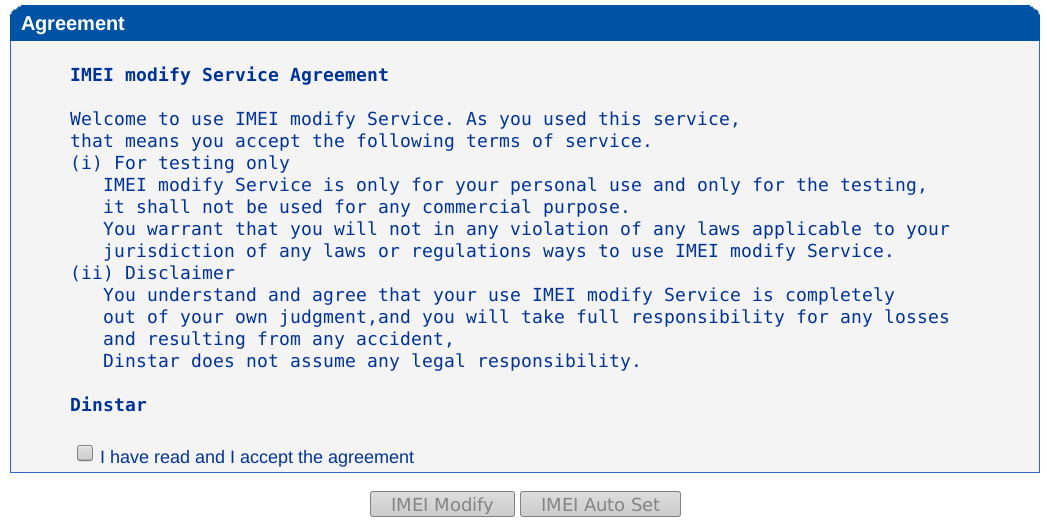 Agreement
IMEI modify Service Agreement
Welcome to use IMEI modify Service. As you used this service,
that means you accept the following terms of service.
(i) For testing only
IMEI modify Service is only for your personal use and only for the testing,
it shall not be used for any commercial purpose.
You warrant that you will not in any violation of any laws applicable to your
jurisdiction of any laws or regulations ways to use IMEI modify Service.
(ii) Disclaimer
You understand and agree that your use IMEI modify Service is completely
out of your own judgment,and you will take full responsibility for any losses
and resulting from any accident,
Dinstar does not assume any legal responsibility.
Dinstar
I have read and I accept the agreement
IMEI Modify IMEI Auto Set